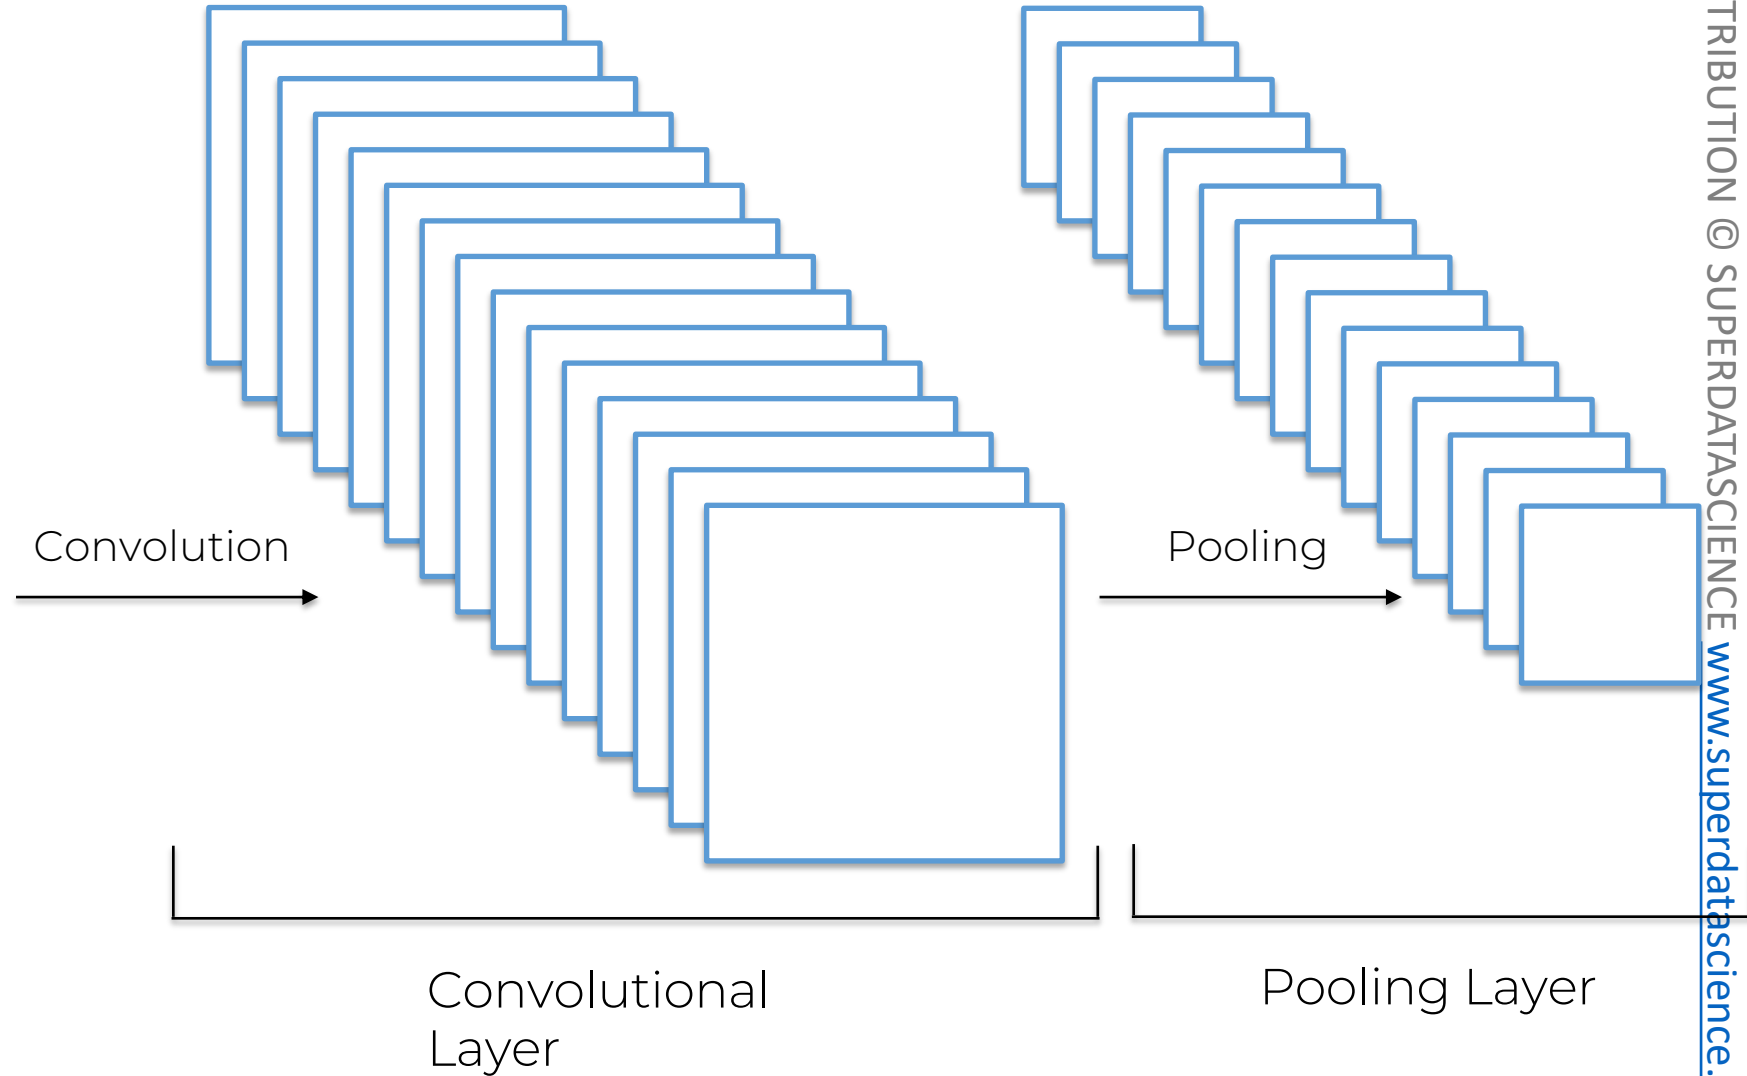 Convolution
Pooling
Convolutional
Layer
Pooling Layer
TRIBUTION © SUPERDATASCIENCE www.superdatascience.